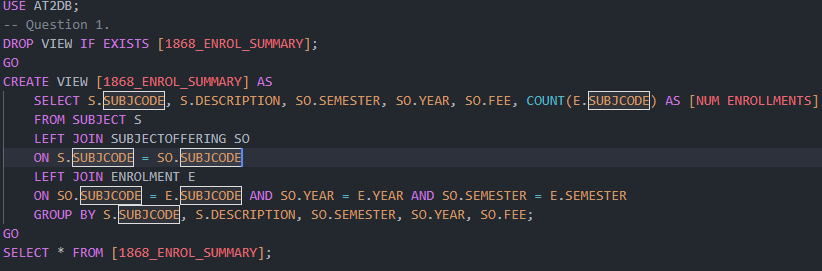 USE AT2DB;
-- Question 1.
DROP VIEW IF EXISTS [1868_ENROL_SUMMARY];
GO
CREATE VIEW [1868_ENROL_SUMMARY] AS
SELECT S.SUBJCODE, S.DESCRIPTION, SO.SEMESTER, SO.YEAR, SO.FEE, COUNT(E.SUBJCODE) AS [NUM ENROLLMENTS]
FROM SUBJECT S
LEFT JOIN SUBJECTOFFERING SO
ON S.SUBJCODE = SO.SUBJCODE
LEFT JOIN ENROLMENT E
ON SO.SUBJCODE = E.SUBJCODE AND SO.YEAR = E.YEAR AND SO.SEMESTER = E.SEMESTER
GROUP BY S.SUBJCODE, S.DESCRIPTION, SO.SEMESTER, SO.YEAR, SO.FEE;
GO
SELECT * FROM [1868_ENROL_SUMMARY];